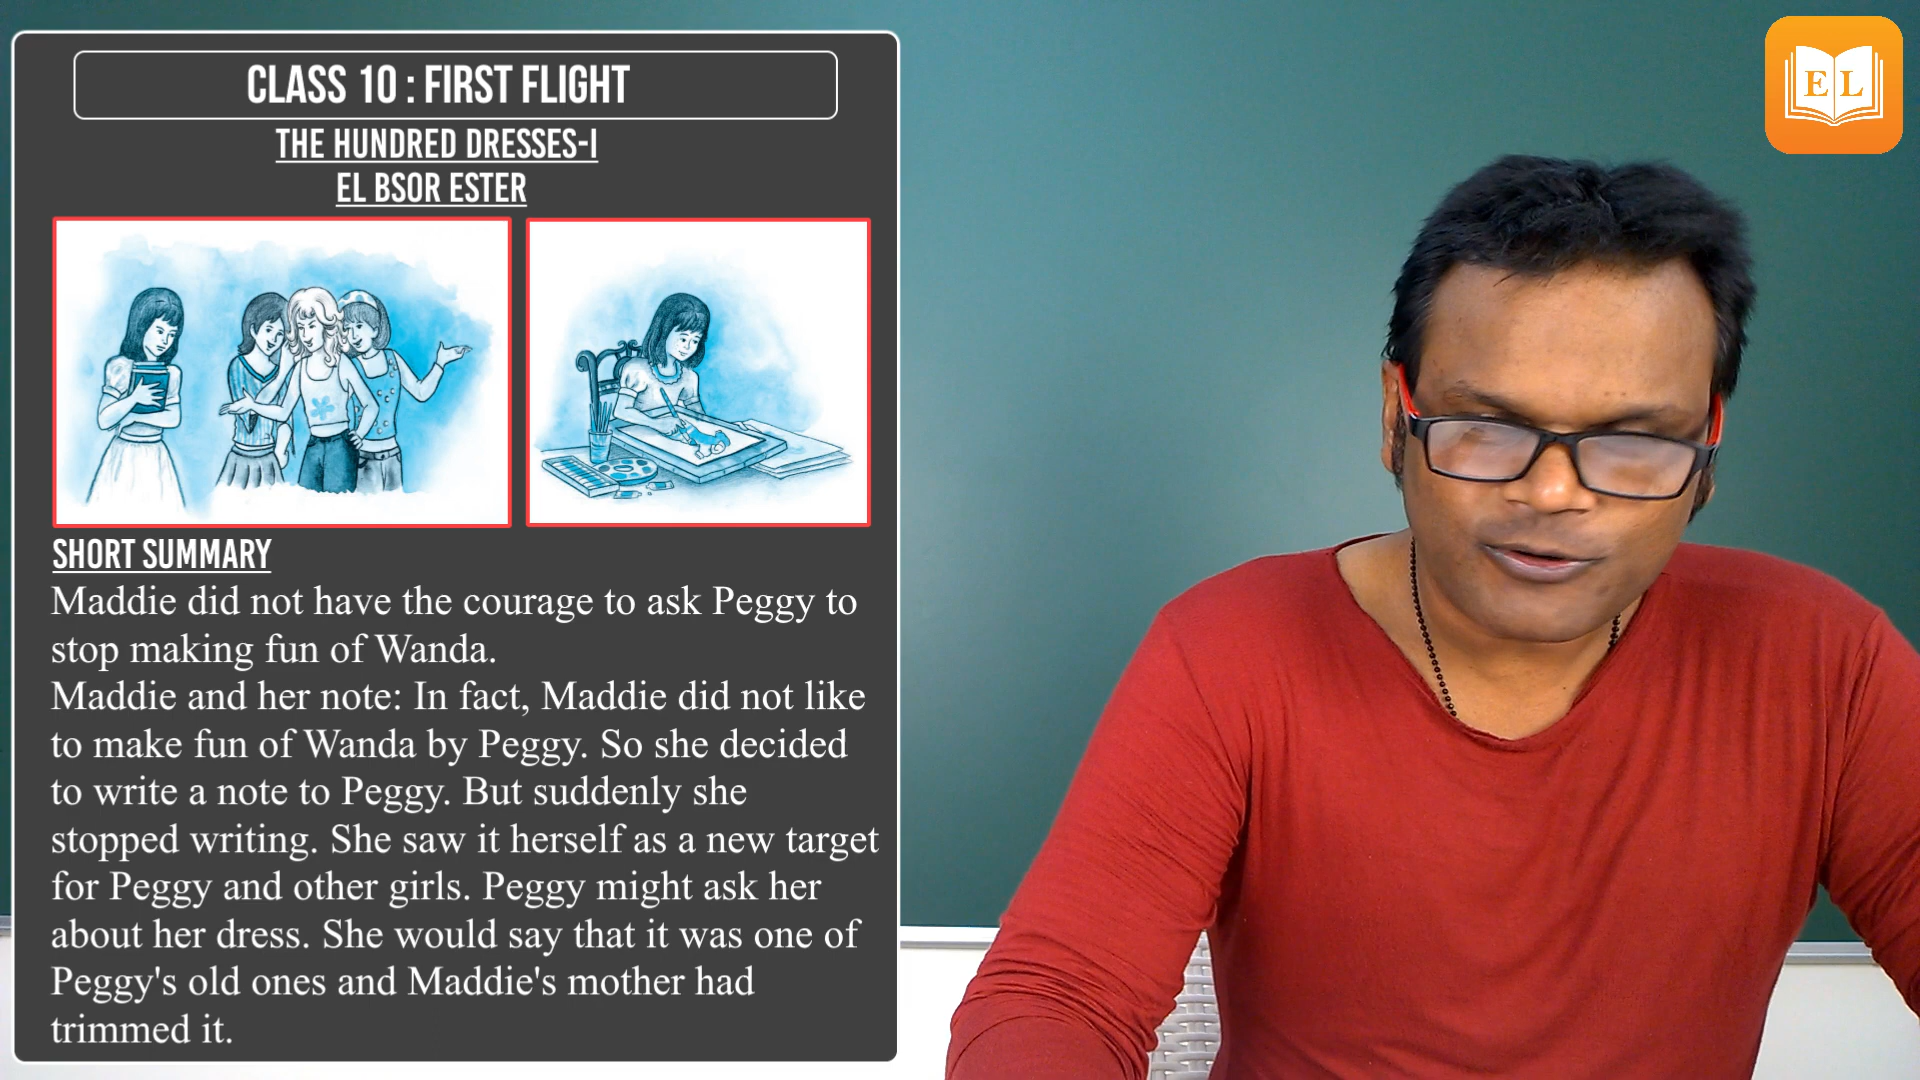 CLASS 10 : FIRST FLIGHT
THE HUNDRED DRESSES-I
EL BSOR ESTER
SHORT SUMMARY
Maddie did not have the courage to ask Peggy to
stop making fun of Wanda.
Maddie and her note: In fact, Maddie did not like
to make fun of Wanda by Peggy. So she decided
to write a note to Peggy. But suddenly she
stopped writing. She saw it herself as a new target
for Peggy and other girls. Peggy might ask her
about her dress. She would say that it was one of
Peggy's old ones and Maddie's mother had
trimmed it.
EL